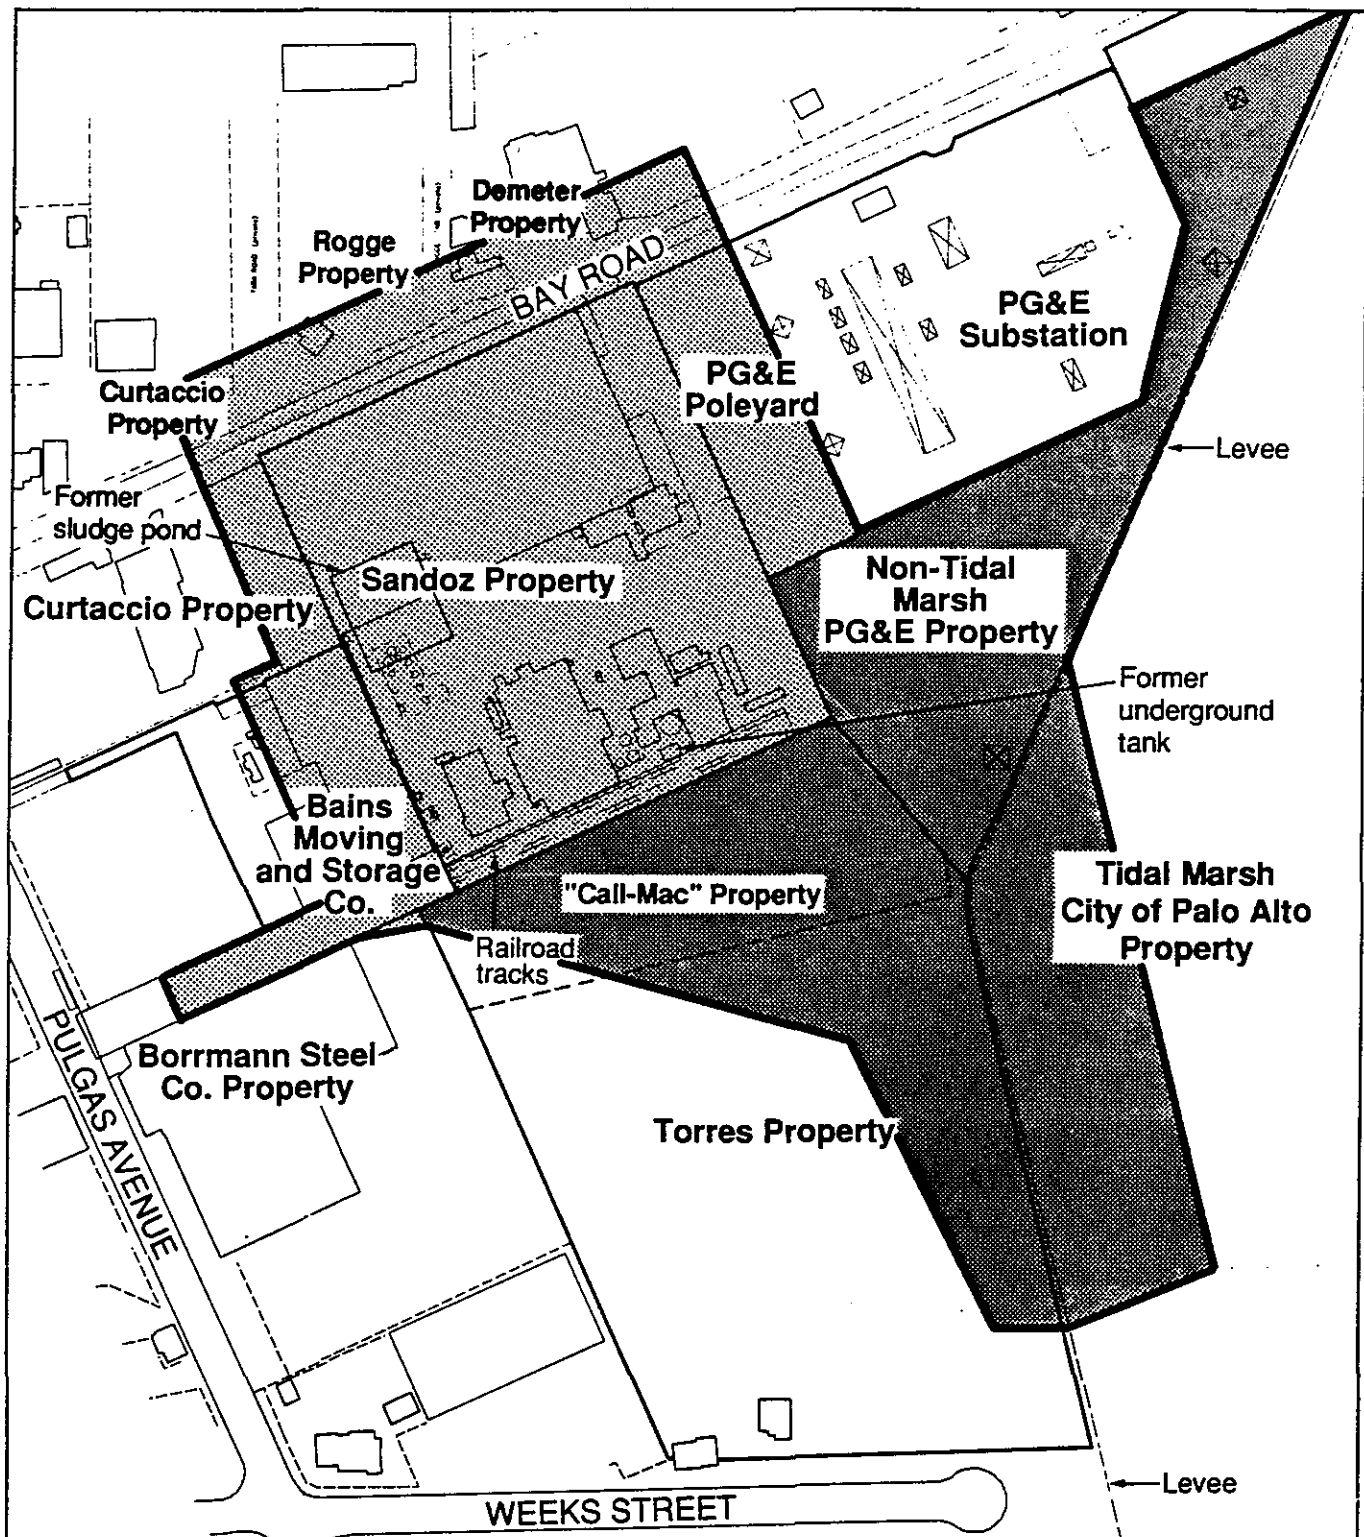 Demeter
Property
Rogge
Property
BAY ROAD
PG&E
Substation
Curtaccio
Property
PG&E
Poleyard
Levee
Former
sludge pond
Sandoz Property
Non-Tidal
Marsh
PG&E Property
Curtaccio Property
Former
underground
tank
Bains
Moving
and Storage
Co.
"Call-Mac" Property
Tidal Marsh
City of Palo Alto
Property
Railroad
tracks
PULGAS AVENUE
Borrmann Steel
Co. Property
Torres Property
Levee
WEEKS STREET